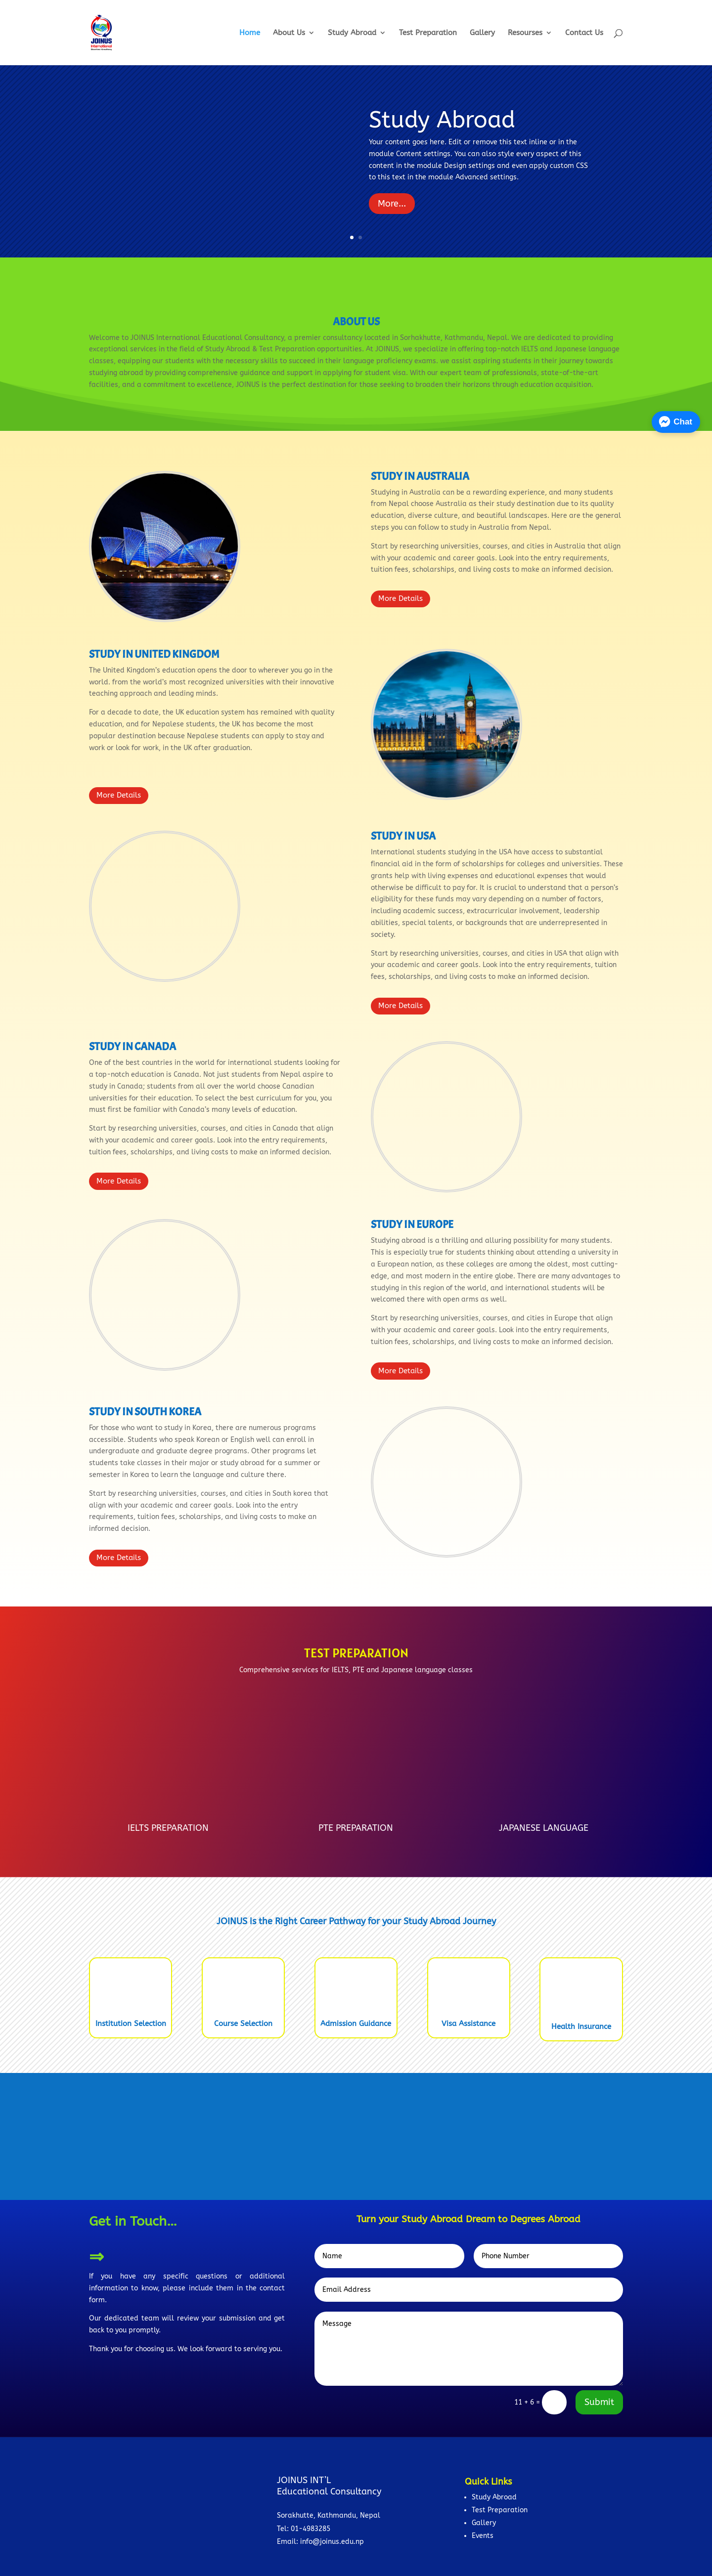 JOINUS
International
Home
About Us
Study Abroad
Test Preparation
Gallery
Resourses
Contact Us
Study Abroad
Your content goes here. Edit or remove this text inline or in the
module Content settings. You can also style every aspect of this
content in the module Design settings and even apply custom CSS
to this text in the module Advanced settings.
More...
ABOUT US
Welcome to JOINUS International Educational Consultancy, a premier consultancy located in Sorhakhutte, Kathmandu, Nepal. We are dedicated to providing
exceptional services in the field of Study Abroad & Test Preparation opportunities. At JOINUS, we specialize in offering top-notch IELTS and Japanese language
classes, equipping our students with the necessary skills to succeed in their language proficiency exams. we assist aspiring students in their journey towards
studying abroad by providing comprehensive guidance and support in applying for student visa. With our expert team of professionals, state-of-the-art
facilities, and a commitment to excellence, JOINUS is the perfect destination for those seeking to broaden their horizons through education acquisition.
Chat
STUDY IN AUSTRALIA
Studying in Australia can be a rewarding experience, and many students
from Nepal choose Australia as their study destination due to its quality
education, diverse culture, and beautiful landscapes. Here are the general
steps you can follow to study in Australia from Nepal.
Start by researching universities, courses, and cities in Australia that align
with your academic and career goals. Look into the entry requirements,
tuition fees, scholarships, and living costs to make an informed decision.
More Details
STUDY IN UNITED KINGDOM
The United Kingdom's education opens the door to wherever you go in the
world. from the world's most recognized universities with their innovative
teaching approach and leading minds.
For a decade to date, the UK education system has remained with quality
education, and for Nepalese students, the UK has become the most
popular destination because Nepalese students can apply to stay and
work or look for work, in the UK after graduation.
More Details
STUDY IN USA
International students studying in the USA have access to substantial
financial aid in the form of scholarships for colleges and universities. These
grants help with living expenses and educational expenses that would
otherwise be difficult to pay for. It is crucial to understand that a person's
eligibility for these funds may vary depending on a number of factors,
including academic success, extracurricular involvement, leadership
abilities, special talents, or backgrounds that are underrepresented in
society.
Start by researching universities, courses, and cities in USA that align with
your academic and career goals. Look into the entry requirements, tuition
fees, scholarships, and living costs to make an informed decision.
More Details
STUDY IN CANADA
One of the best countries in the world for international students looking for
a top-notch education is Canada. Not just students from Nepal aspire to
study in Canada; students from all over the world choose Canadian
universities for their education. To select the best curriculum for you, you
must first be familiar with Canada's many levels of education.
Start by researching universities, courses, and cities in Canada that align
with your academic and career goals. Look into the entry requirements,
tuition fees, scholarships, and living costs to make an informed decision.
More Details
STUDY IN EUROPE
Studying abroad is a thrilling and alluring possibility for many students.
This is especially true for students thinking about attending a university in
a European nation, as these colleges are among the oldest, most cutting-
edge, and most modern in the entire globe. There are many advantages to
studying in this region of the world, and international students will be
welcomed there with open arms as well.
Start by researching universities, courses, and cities in Europe that align
with your academic and career goals. Look into the entry requirements,
tuition fees, scholarships, and living costs to make an informed decision.
More Details
STUDY IN SOUTH KOREA
For those who want to study in Korea, there are numerous programs
accessible. Students who speak Korean or English well can enroll in
undergraduate and graduate degree programs. Other programs let
students take classes in their major or study abroad for a summer or
semester in Korea to learn the language and culture there.
Start by researching universities, courses, and cities in South korea that
align with your academic and career goals. Look into the entry
requirements, tuition fees, scholarships, and living costs to make an
informed decision.
More Details
TEST PREPARATION
Comprehensive services for IELTS, PTE and Japanese language classes
IELTS PREPARATION
PTE PREPARATION
JAPANESE LANGUAGE
JOINUS is the Right Career Pathway for your Study Abroad Journey
Institution Selection
Course Selection
Admission Guidance
Visa Assistance
Health Insurance
Get in Touch...
⇒
If you have any specific questions or additional
information to know, please include them in the contact
form.
Our dedicated team will review your submission and get
back to you promptly.
Thank you for choosing us. We look forward to serving you.
Turn your Study Abroad Dream to Degrees Abroad
Name
Phone Number
Email Address
Message
11 + 6 =
Submit
JOINUS INT'L
Educational Consultancy
Sorakhutte, Kathmandu, Nepal
Tel: 01-4983285
Email: info@joinus.edu.np
Quick Links
• Study Abroad
• Test Preparation
• Gallery
• Events